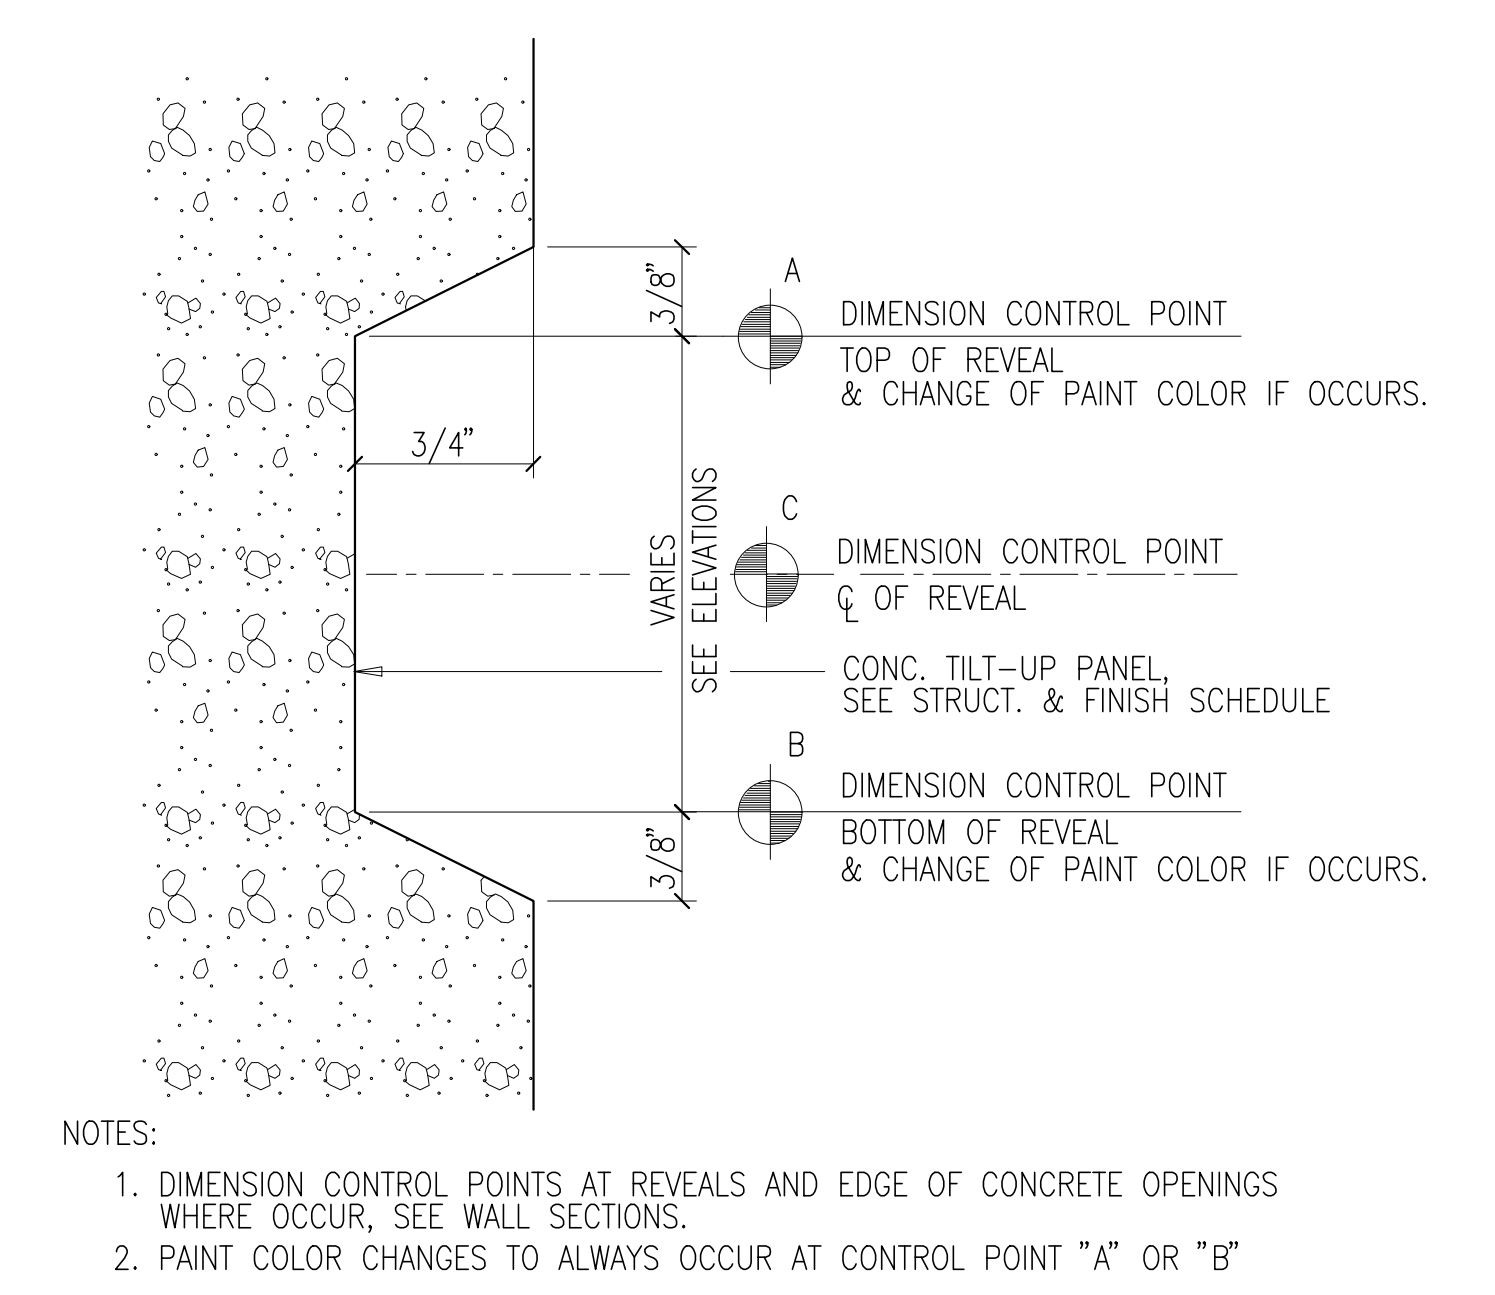 3/8"
A
DIMENSION CONTROL POINT
TOP OF REVEAL
& CHANGE OF PAINT COLOR IF OCCURS.
3/4"
VARIES
SEE ELEVATIONS
C
DIMENSION CONTROL POINT
℄ OF REVEAL
CONC. TILT-UP PANEL,
SEE STRUCT. & FINISH SCHEDULE
B
DIMENSION CONTROL POINT
BOTTOM OF REVEAL
& CHANGE OF PAINT COLOR IF OCCURS.
3/8"
NOTES:
1. DIMENSION CONTROL POINTS AT REVEALS AND EDGE OF CONCRETE OPENINGS
WHERE OCCUR, SEE WALL SECTIONS.
2. PAINT COLOR CHANGES TO ALWAYS OCCUR AT CONTROL POINT "A" OR "B"